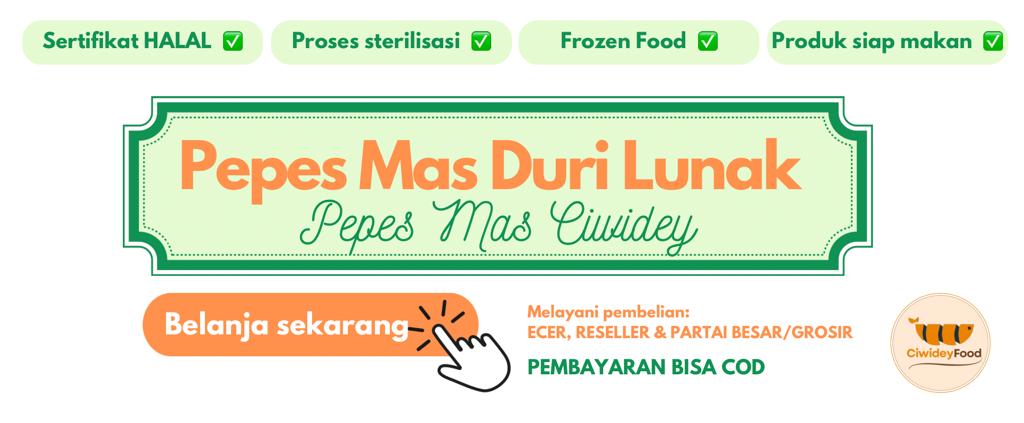 Sertifikat HALAL ✅
Proses sterilisasi ✅
Frozen Food ✅
Produk siap makan ✅
Pepes Mas Duri Lunak
Pepes Mas Ciwidey
Belanja sekarang
Melayani pembelian:
ECER, RESELLER & PARTAI BESAR/GROSIR
PEMBAYARAN BISA COD
CiwideyFood